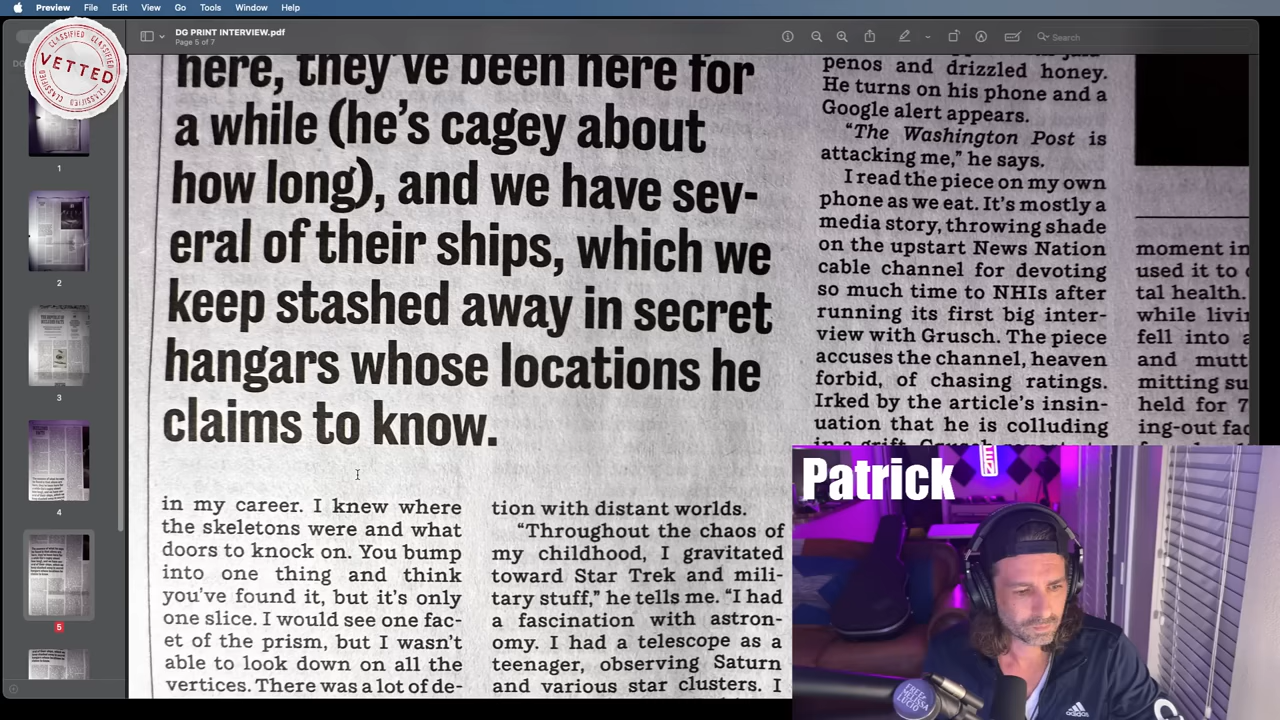 Preview File Edit View Go Tools Window Help
CLASSIFIED
VETTED
CLASSIFIED
DG PRINT INTERVIEW.pdf
Page 5 of 7
Search
1
2
3
4
5
here, they've been here for
a while (he's cagey about
how long), and we have sev-
eral of their ships, which we
keep stashed away in secret
hangars whose locations he
claims to know.
in my career. I knew where
the skeletons were and what
doors to knock on. You bump
into one thing and think
you've found it, but it's only
one slice. I would see one fac-
et of the prism, but I wasn't
able to look down on all the
vertices. There was a lot of de-
tion with distant worlds.
"Throughout the chaos of
my childhood, I gravitated
toward Star Trek and mili-
tary stuff," he tells me. "I had
a fascination with astron-
omy. I had a telescope as a
teenager, observing Saturn
and various star clusters. I
penos and drizzled honey.
He turns on his phone and a
Google alert appears.
"The Washington Post is
attacking me," he says.
I read the piece on my own
phone as we eat. It's mostly a
media story, throwing shade
on the upstart News Nation
cable channel for devoting
so much time to NHIs after
running its first big inter-
view with Grusch. The piece
accuses the channel, heaven
forbid, of chasing ratings.
Irked by the article's insin-
uation that he is colluding
moment in
used it to
tal health.
while livi
fell into a
and mutt
mitting su
held for 7
ing-out fac
Patrick
FREE
MELISSA
LUCIO
adidas